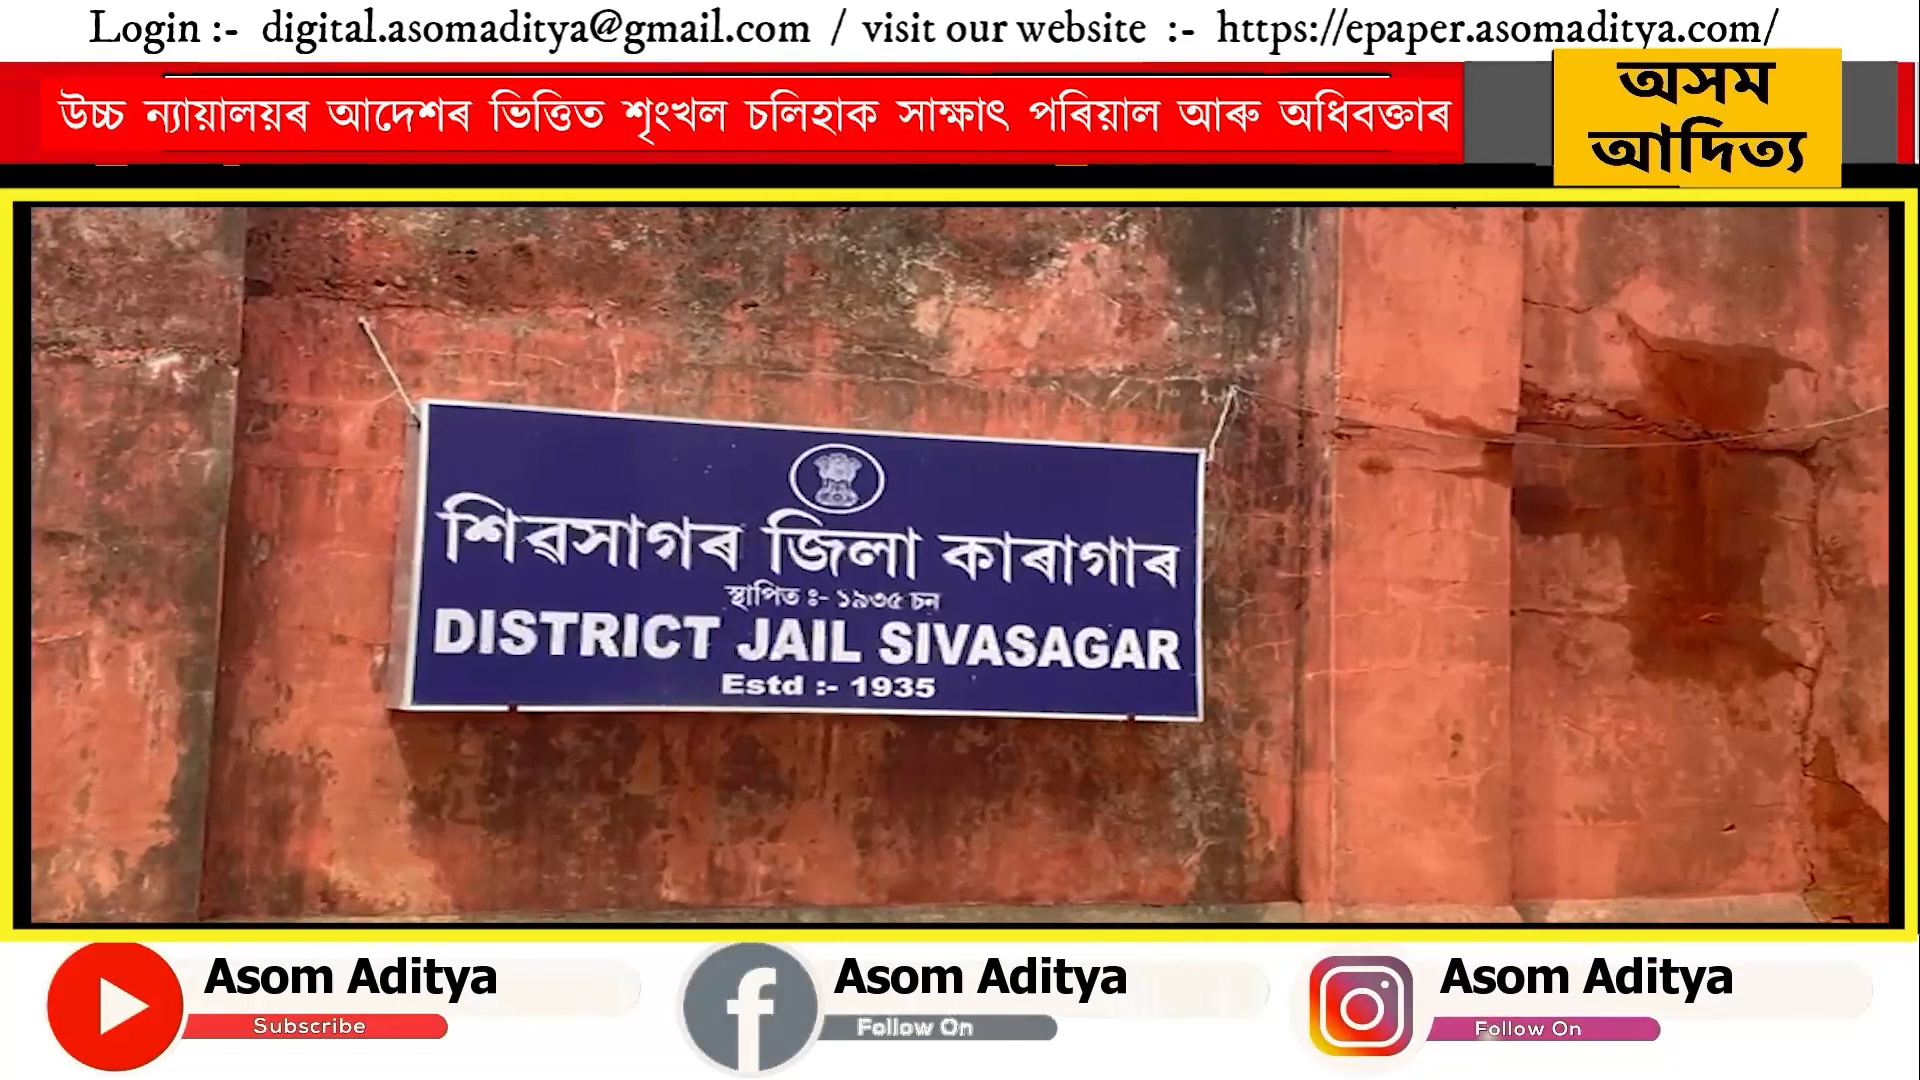 Login :- digital.asomaditya@gmail.com / visit our website :- https://epaper.asomaditya.com/
উচ্চ ন্যায়ালয়ৰ আদেশৰ ভিত্তিত শৃংখল চলিহাক সাক্ষাৎ পৰিয়াল আৰু অধিবক্তাৰ
অসম
আদিত্য
শিৱসাগৰ জিলা কাৰাগাৰ
স্থাপিত ঃ- ১৯৩৫ চন
DISTRICT JAIL SIVASAGAR
Estd :- 1935
Asom Aditya
Subscribe
Asom Aditya
Follow On
Asom Aditya
Follow On